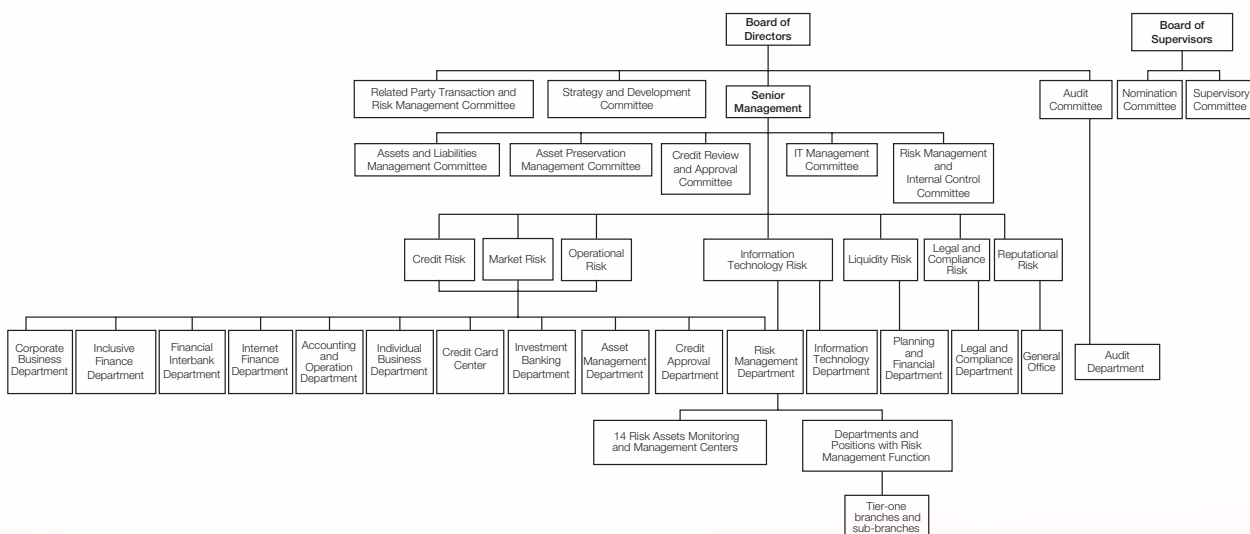 Board of
Directors
Board of
Supervisors
Related Party Transaction and
Risk Management Committee
Strategy and Development
Committee
Senior
Management
Audit
Committee
Nomination
Committee
Supervisory
Committee
Assets and Liabilities
Management Committee
Asset Preservation
Management Committee
Credit Review
and Approval
Committee
IT Management
Committee
Risk Management
and
Internal Control
Committee
Credit Risk
Market Risk
Operational
Risk
Information
Technology Risk
Liquidity Risk
Legal and
Compliance
Risk
Reputational
Risk
Corporate
Business
Department
Inclusive
Finance
Department
Financial
Interbank
Department
Internet
Finance
Department
Accounting
and
Operation
Department
Individual
Business
Department
Credit Card
Center
Investment
Banking
Department
Asset
Management
Department
Credit
Approval
Department
Risk
Management
Department
Information
Technology
Department
Planning
and
Financial
Department
Legal and
Compliance
Department
General
Office
Audit
Department
14 Risk Assets Monitoring
and Management Centers
Departments and
Positions with Risk
Management Function
Tier-one
branches and
sub-branches